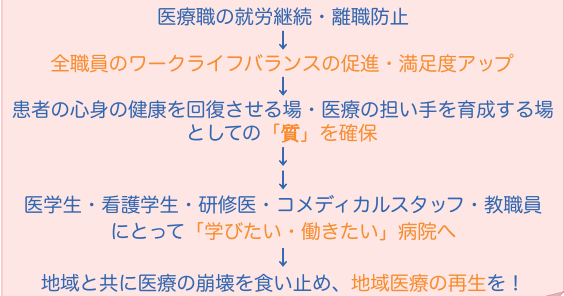 医療職の就労継続・離職防止
↓
全職員のワークライフバランスの促進・満足度アップ
↓
患者の心身の健康を回復させる場・医療の担い手を育成する場
としての「質」を確保
↓
↓
医学生・看護学生・研修医・コメディカルスタッフ・教職員
にとって「学びたい・働きたい」病院へ
↓
地域と共に医療の崩壊を食い止め、地域医療の再生を！